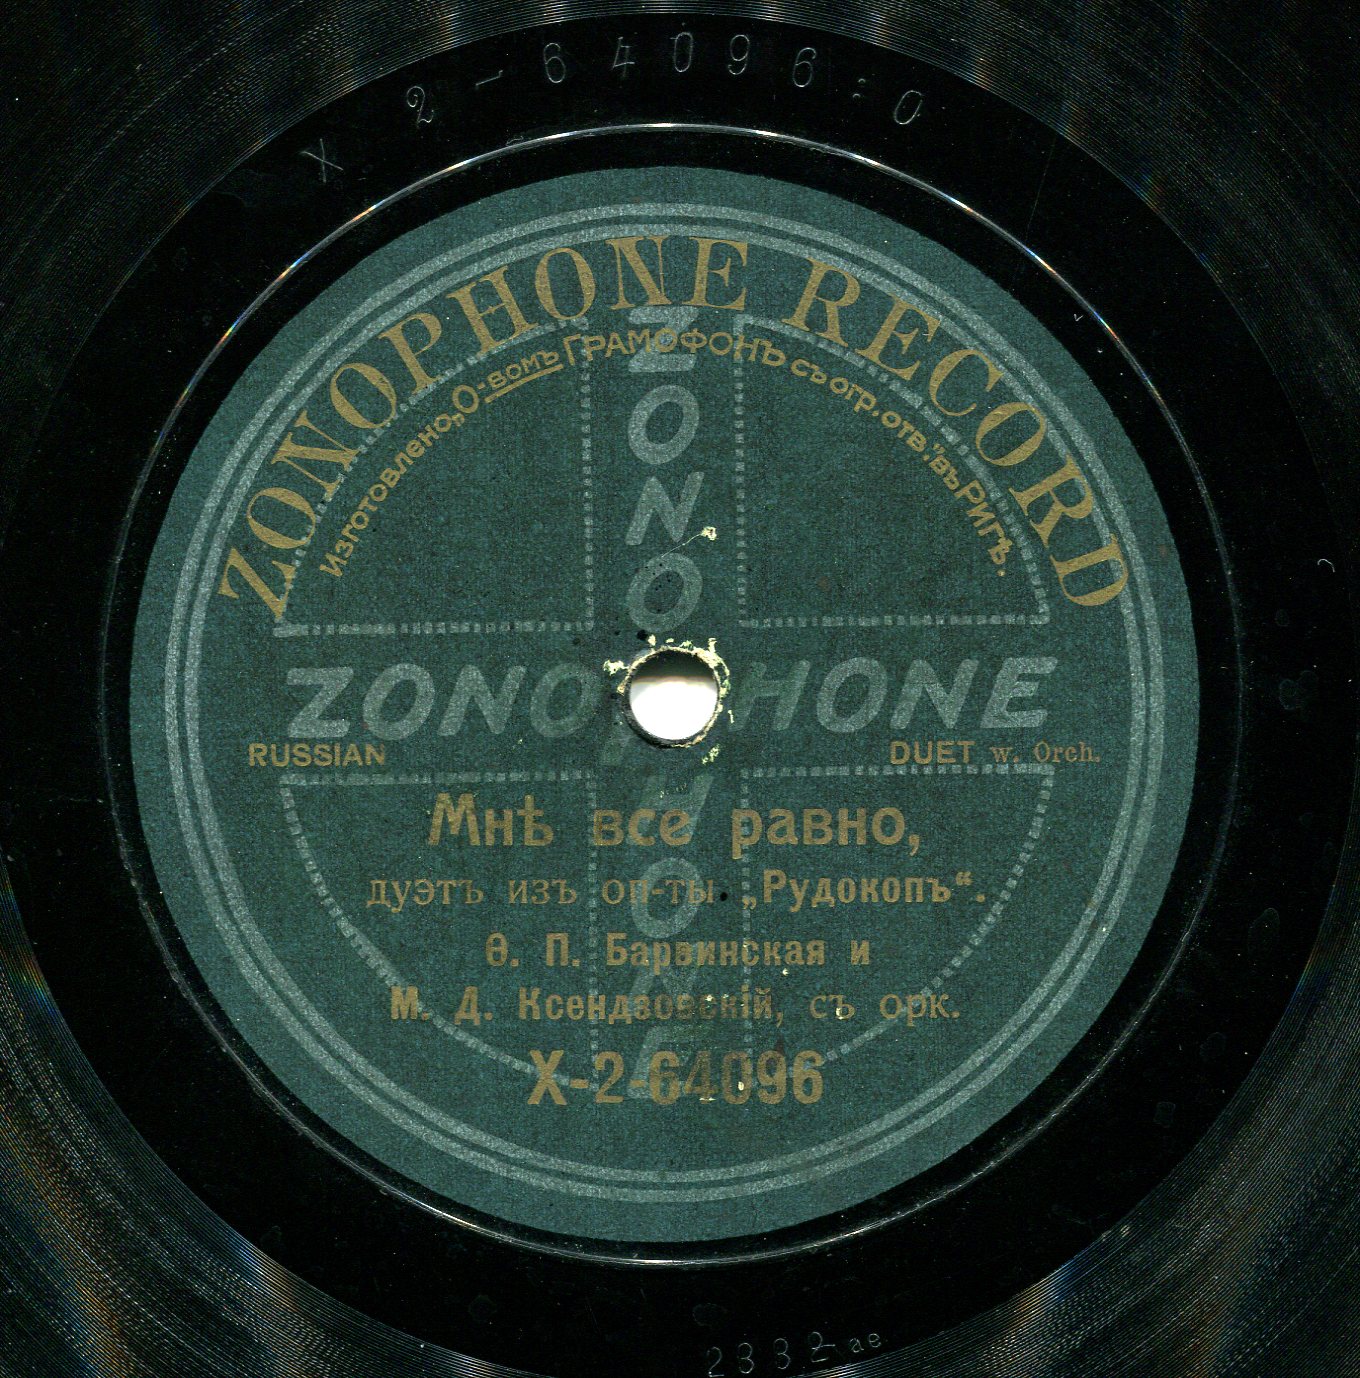 X 2-64096:0
ZONOPHONE RECORD
Изготовлено „О-вомъ ГРАМОФОНЪ съ огр. отв." въ РИГѢ.
ZONOPHONE
ZONOPHONE
RUSSIAN
DUET w. Orch.
Мнѣ все равно,
дуэтъ изъ оп-ты „Рудокопъ“.
Ѳ. П. Барвинская и
М. Д. Ксендзовскій, съ орк.
X-2-64096
2882-ae